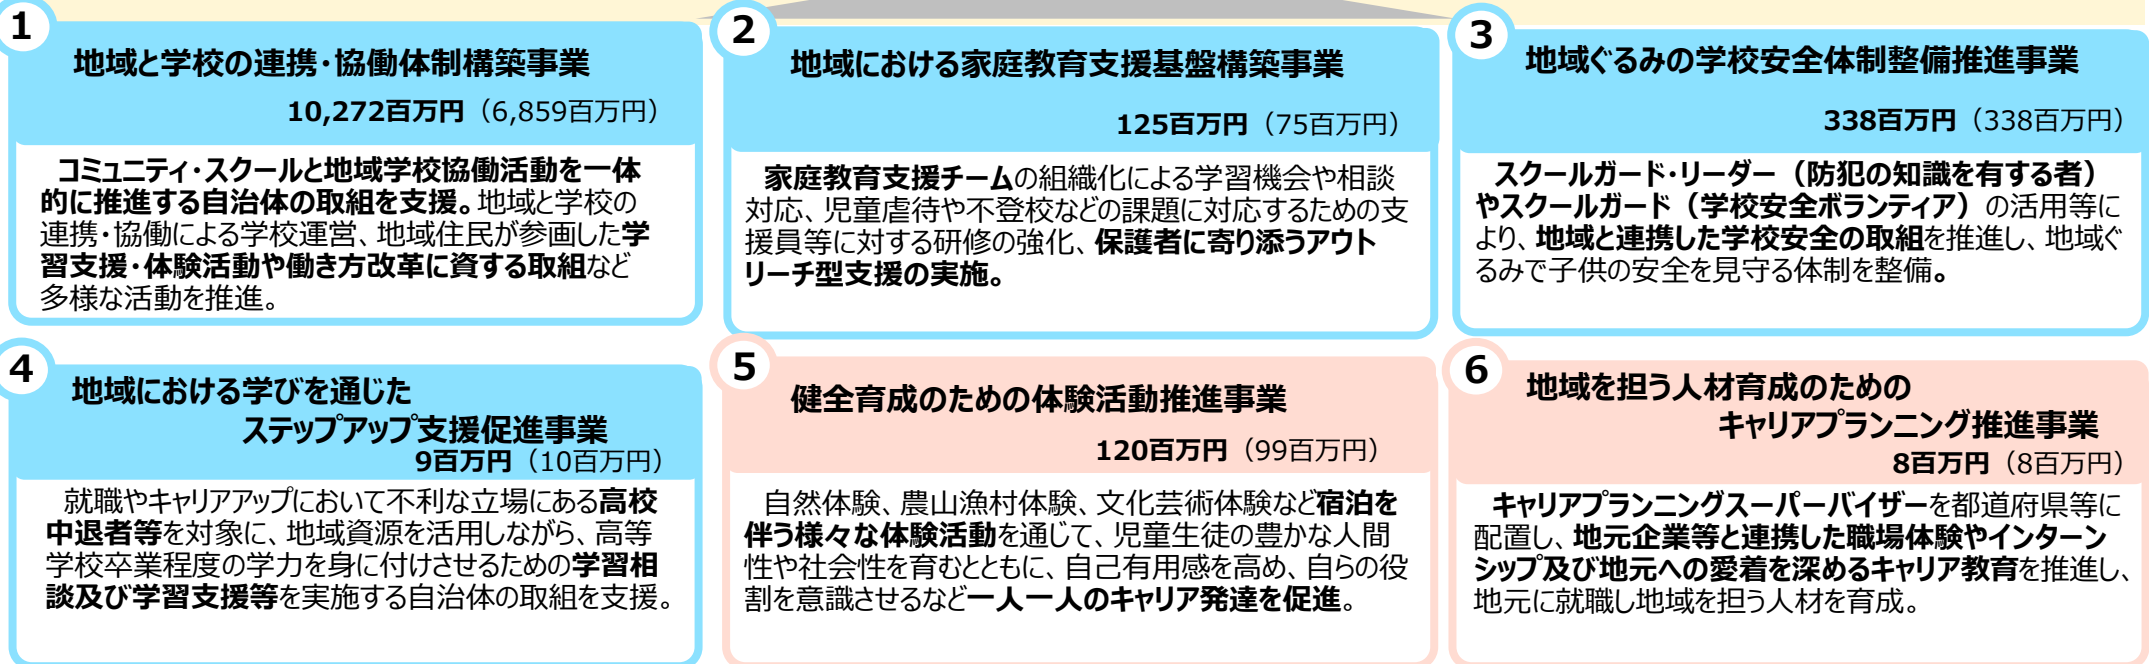 1
地域と学校の連携・協働体制構築事業
10,272百万円（6,859百万円）
コミュニティ・スクールと地域学校協働活動を一体
的に推進する自治体の取組を支援。地域と学校の
連携・協働による学校運営、地域住民が参画した学
習支援・体験活動や働き方改革に資する取組など
多様な活動を推進。
2
地域における家庭教育支援基盤構築事業
125百万円（75百万円）
家庭教育支援チームの組織化による学習機会や相談
対応、児童虐待や不登校などの課題に対応するための支
援員等に対する研修の強化、保護者に寄り添うアウト
リーチ型支援の実施。
3
地域ぐるみの学校安全体制整備推進事業
338百万円（338百万円）
スクールガード・リーダー（防犯の知識を有する者）
やスクールガード（学校安全ボランティア）の活用等に
より、地域と連携した学校安全の取組を推進し、地域ぐ
るみで子供の安全を見守る体制を整備。
4
地域における学びを通じた
ステップアップ支援促進事業
9百万円（10百万円）
就職やキャリアアップにおいて不利な立場にある高校
中退者等を対象に、地域資源を活用しながら、高等
学校卒業程度の学力を身に付けさせるための学習相
談及び学習支援等を実施する自治体の取組を支援。
5
健全育成のための体験活動推進事業
120百万円（99百万円）
自然体験、農山漁村体験、文化芸術体験など宿泊を
伴う様々な体験活動を通じて、児童生徒の豊かな人間
性や社会性を育むとともに、自己有用感を高め、自らの役
割を意識させるなど一人一人のキャリア発達を促進。
6
地域を担う人材育成のための
キャリアプランニング推進事業
8百万円（8百万円）
キャリアプランニングスーパーバイザーを都道府県等に
配置し、地元企業等と連携した職場体験やインターン
シップ及び地元への愛着を深めるキャリア教育を推進し、
地元に就職し地域を担う人材を育成。